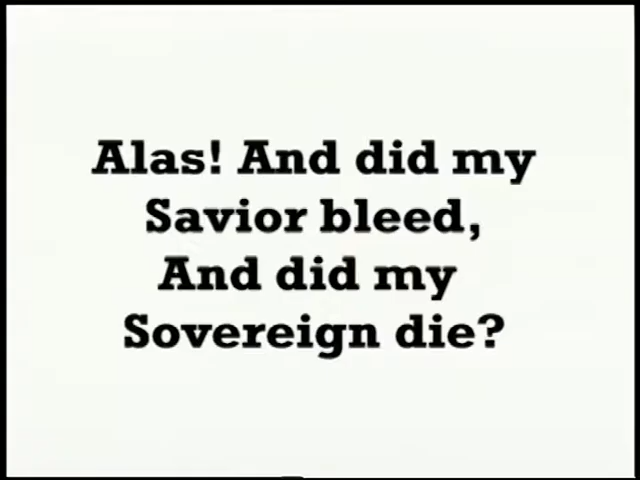 Alas! And did my
Savior bleed,
And did my
Sovereign die?